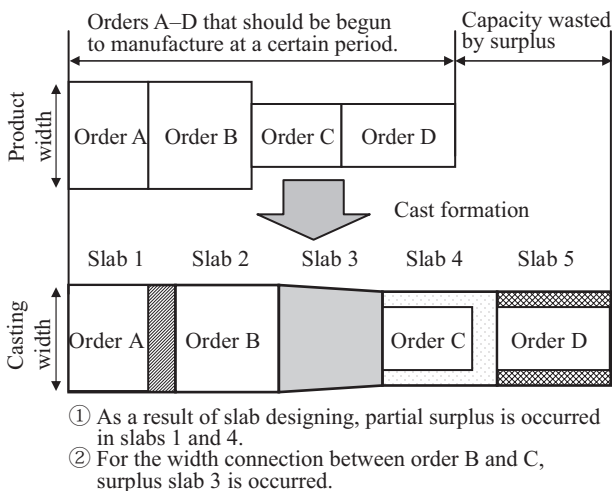 Orders A–D that should be begun
to manufacture at a certain period.
Capacity wasted
by surplus
Product
width
Order A
Order B
Order C
Order D
Cast formation
Slab 1
Slab 2
Slab 3
Slab 4
Slab 5
Casting
width
Order A
Order B
Order C
Order D
① As a result of slab designing, partial surplus is occurred
in slabs 1 and 4.
② For the width connection between order B and C,
surplus slab 3 is occurred.